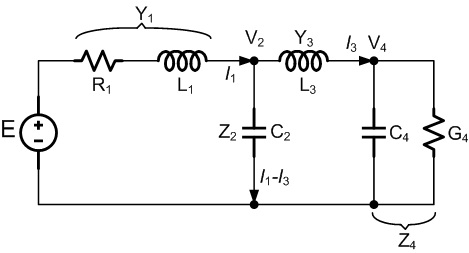 Y₁
V₂
Y₃
I₃
V₄
R₁
L₁
I₁
L₃
E
Z₂
C₂
C₄
G₄
I₁-I₃
Z₄